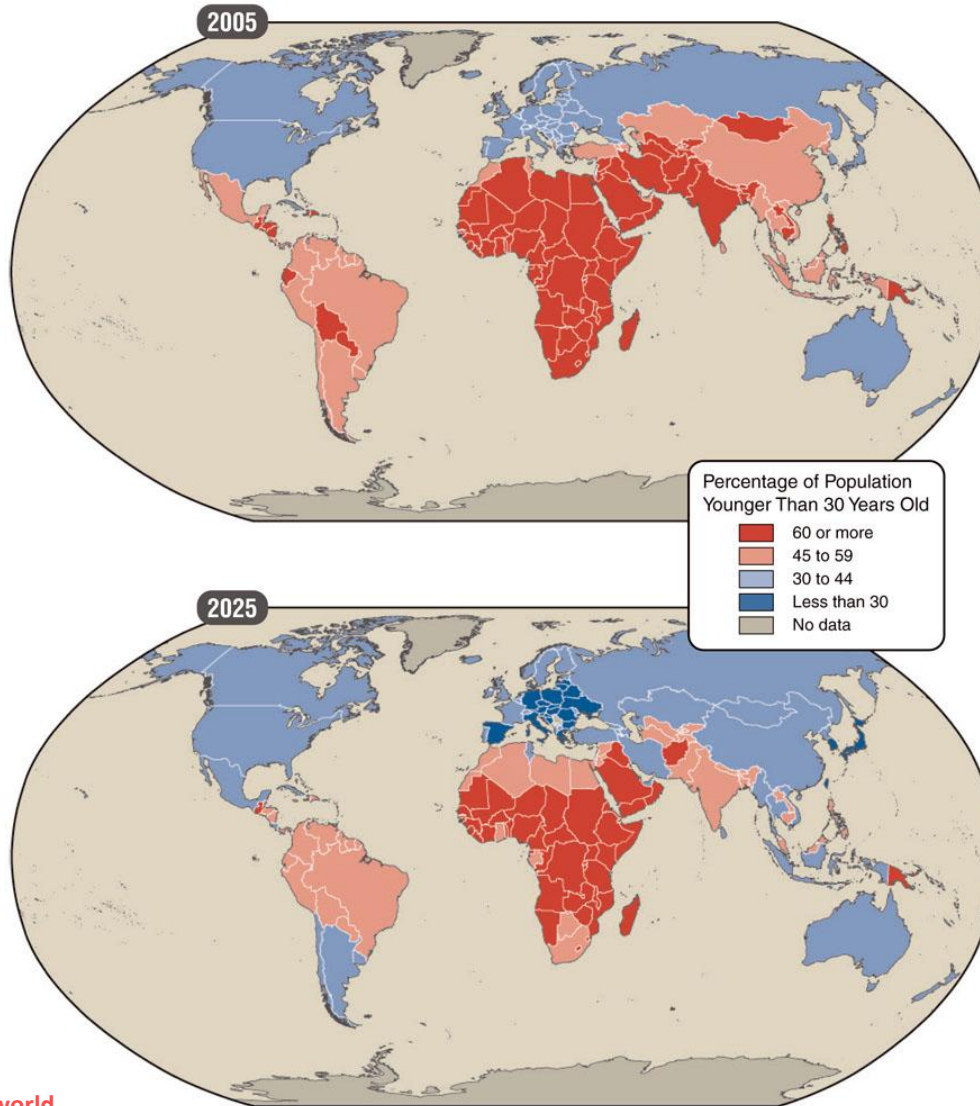 2005
Percentage of Population
Younger Than 30 Years Old
60 or more
45 to 59
30 to 44
Less than 30
No data
2025
world